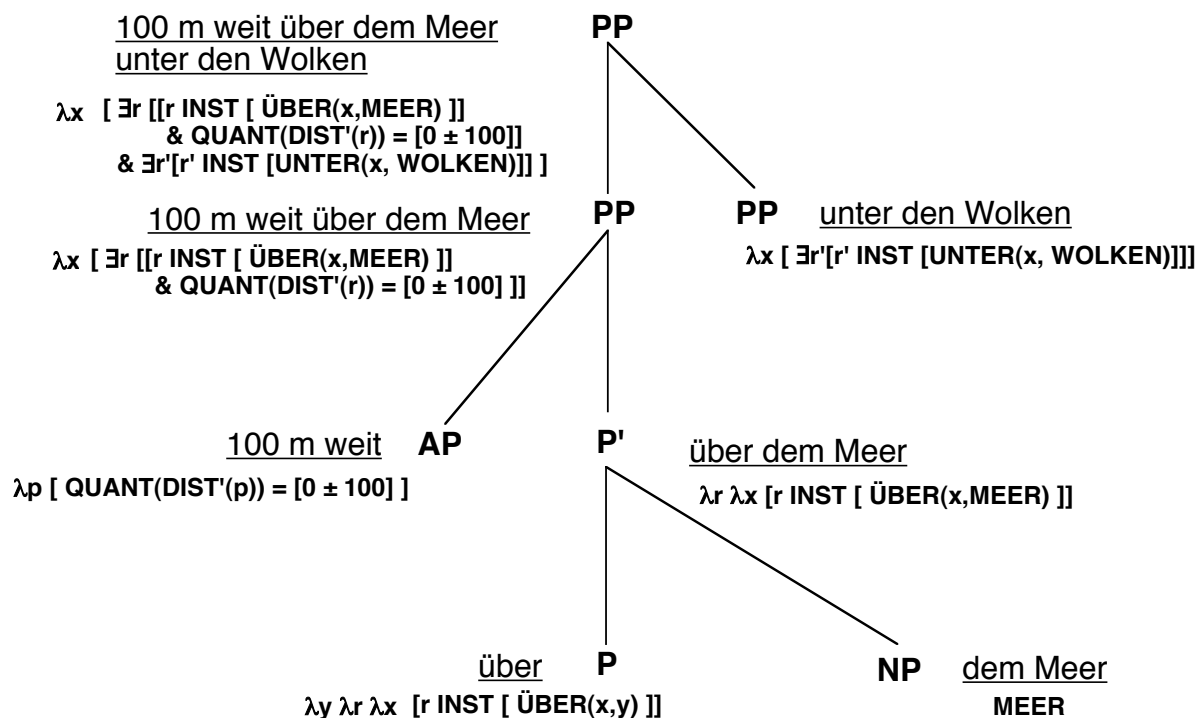 100 m weit über dem Meer
unter den Wolken
PP
λx [ ∃r [[r INST [ ÜBER(x,MEER) ]]
& QUANT(DIST'(r)) = [0 ± 100]]
& ∃r'[r' INST [UNTER(x, WOLKEN)]] ]
100 m weit über dem Meer
PP
PP
unter den Wolken
λx [ ∃r [[r INST [ ÜBER(x,MEER) ]]
& QUANT(DIST'(r)) = [0 ± 100] ]]
λx [ ∃r'[r' INST [UNTER(x, WOLKEN)]]]
100 m weit
AP
P'
über dem Meer
λp [ QUANT(DIST'(p)) = [0 ± 100] ]
λr λx [r INST [ ÜBER(x,MEER) ]]
über
P
NP
dem Meer
λy λr λx [r INST [ ÜBER(x,y) ]]
MEER